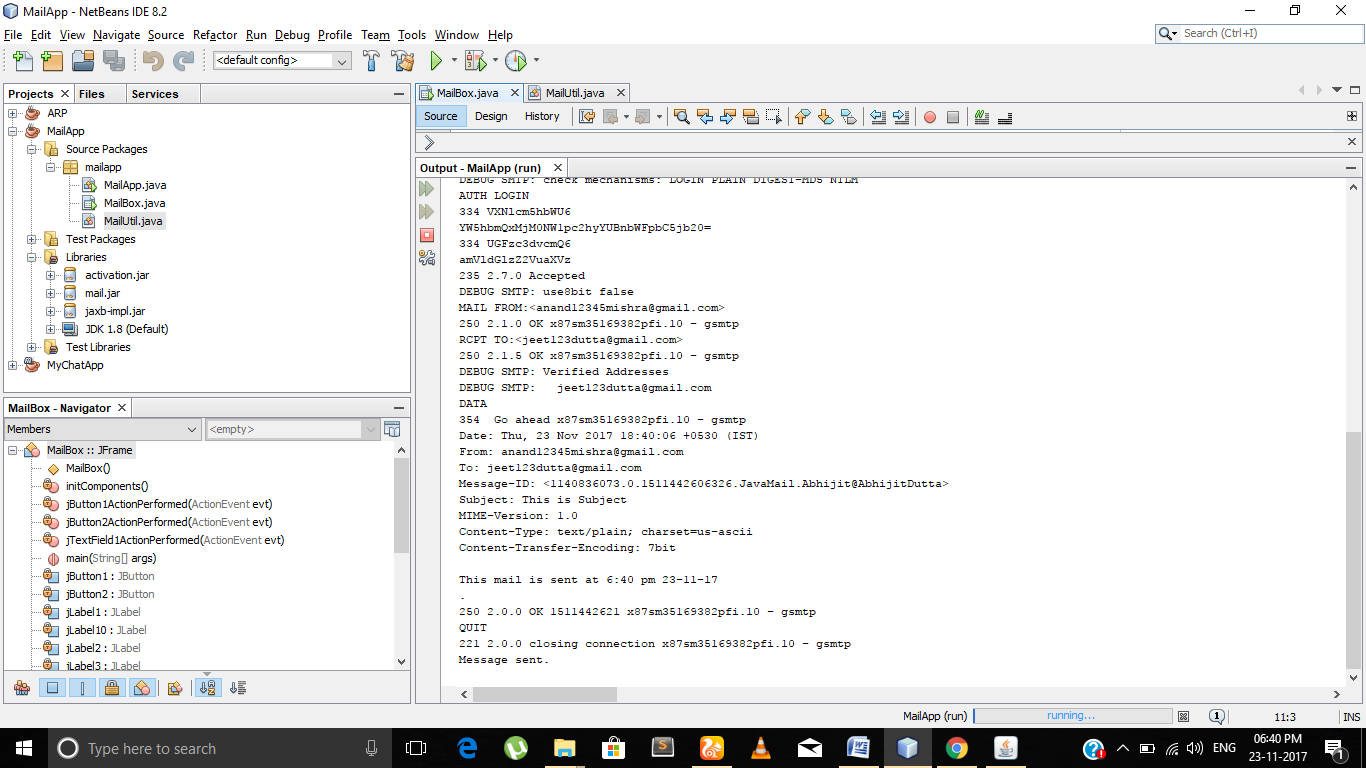 MailApp - NetBeans IDE 8.2
File Edit View Navigate Source Refactor Run Debug Profile Team Tools Window Help
Search (Ctrl+I)
<default config>
Projects Files Services
ARP
MailApp
Source Packages
mailapp
MailApp.java
MailBox.java
MailUtil.java
Test Packages
Libraries
activation.jar
mail.jar
jaxb-impl.jar
JDK 1.8 (Default)
Test Libraries
MyChatApp
MailBox - Navigator
Members <empty>
MailBox :: JFrame
MailBox()
initComponents()
jButton1ActionPerformed(ActionEvent evt)
jButton2ActionPerformed(ActionEvent evt)
jTextField1ActionPerformed(ActionEvent evt)
main(String[] args)
jButton1 : JButton
jButton2 : JButton
jLabel1 : JLabel
jLabel10 : JLabel
jLabel2 : JLabel
jLabel3 : JLabel
MailBox.java MailUtil.java
Source Design History
Output - MailApp (run)
DEBUG SMTP: check mechanisms: LOGIN PLAIN DIGEST-MD5 NTLM
AUTH LOGIN
334 VXNlcm5hbWU6
YW5hbmQxMjM0NW1pc2hyYUBnbWFpbC5jb20=
334 UGFzc3dvcmQ6
amVldGlzZ2VuaXVz
235 2.7.0 Accepted
DEBUG SMTP: use8bit false
MAIL FROM:<anand12345mishra@gmail.com>
250 2.1.0 OK x87sm35169382pfi.10 - gsmtp
RCPT TO:<jeet123dutta@gmail.com>
250 2.1.5 OK x87sm35169382pfi.10 - gsmtp
DEBUG SMTP: Verified Addresses
DEBUG SMTP:   jeet123dutta@gmail.com
DATA
354  Go ahead x87sm35169382pfi.10 - gsmtp
Date: Thu, 23 Nov 2017 18:40:06 +0530 (IST)
From: anand12345mishra@gmail.com
To: jeet123dutta@gmail.com
Message-ID: <1140836073.0.1511442606326.JavaMail.Abhijit@AbhijitDutta>
Subject: This is Subject
MIME-Version: 1.0
Content-Type: text/plain; charset=us-ascii
Content-Transfer-Encoding: 7bit
This mail is sent at 6:40 pm 23-11-17
.
250 2.0.0 OK 1511442621 x87sm35169382pfi.10 - gsmtp
QUIT
221 2.0.0 closing connection x87sm35169382pfi.10 - gsmtp
Message sent.
MailApp (run) running... 1 11:3 INS
Type here to search
ENG 06:40 PM
23-11-2017
1